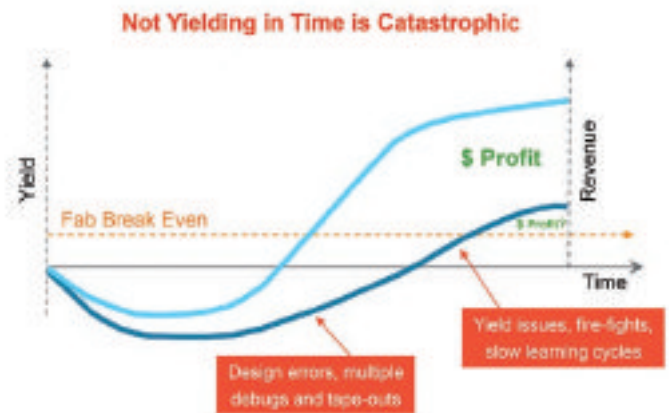 Not Yielding in Time is Catastrophic
Yield
Revenue
$ Profit
Fab Break Even
$ Profit?
Time
Yield issues, fire-fights,
slow learning cycles
Design errors, multiple
debugs and tape-outs